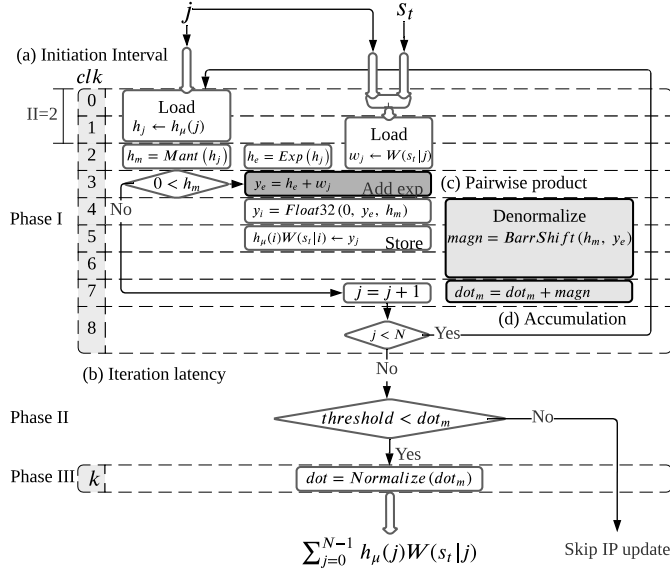 j s_t
(a) Initiation Interval
clk
0
II=2
Load
h_j ← h_μ(j)
1
Load
w_j ← W(s_t|j)
2
h_m = Mant(h_j)
h_e = Exp(h_j)
3
0 < h_m
y_e = h_e + w_j
Add exp
(c) Pairwise product
No
Phase I
4
y_i = Float32(0, y_e, h_m)
Denormalize
magn = BarrShift(h_m, y_e)
5
h_μ(i)W(s_t|i) ← y_j
Store
6
7
j = j + 1
dot_m = dot_m + magn
(d) Accumulation
8
j < N
Yes
(b) Iteration latency
No
Phase II
threshold < dot_m
No
Yes
Phase III
k
dot = Normalize(dot_m)
∑_{j=0}^{N−1} h_μ(j)W(s_t|j)
Skip IP update